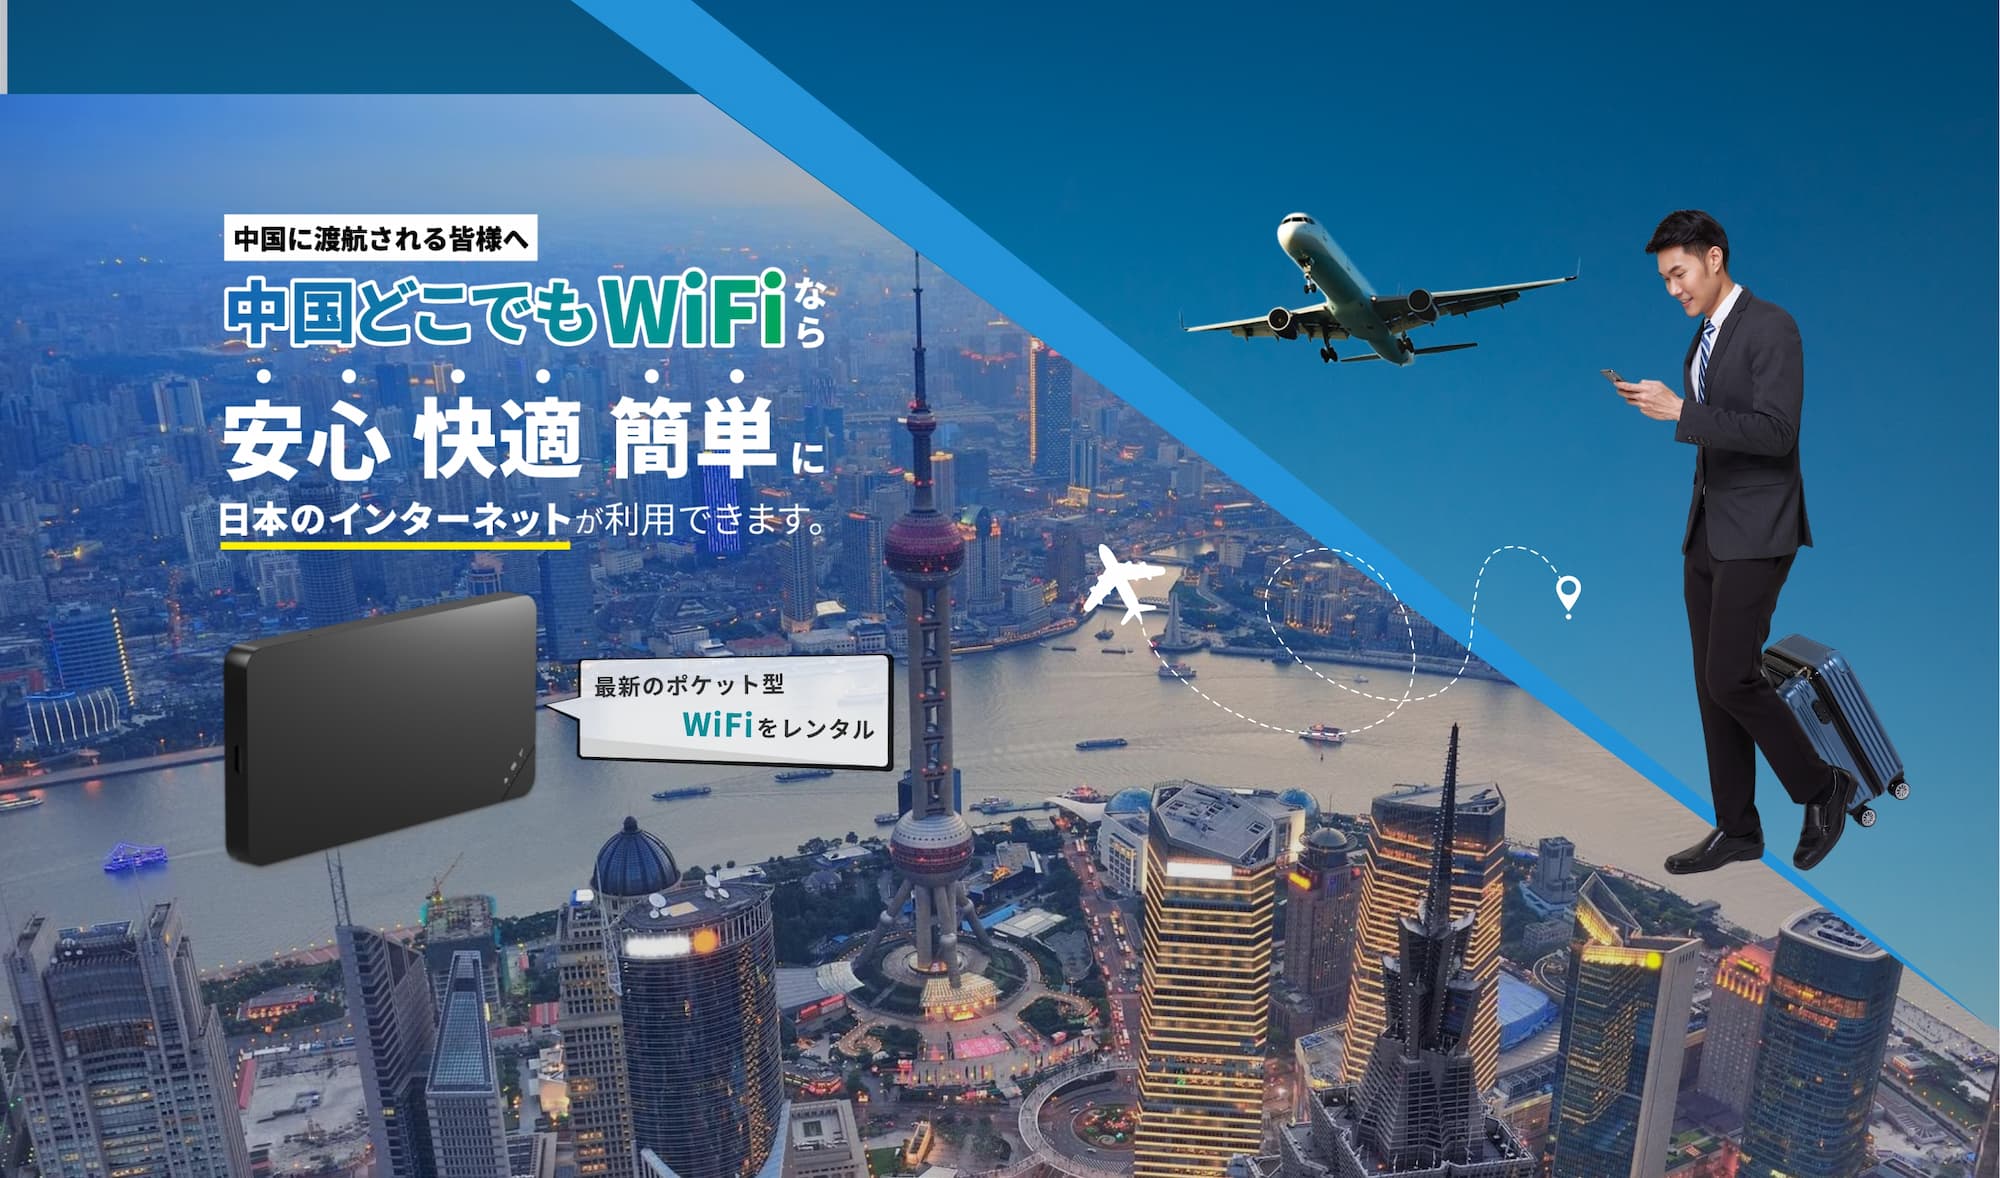 中国に渡航される皆様へ
中国どこでもWiFiなら
安心 快適 簡単に
日本のインターネットが利用できます。
最新のポケット型
WiFiをレンタル